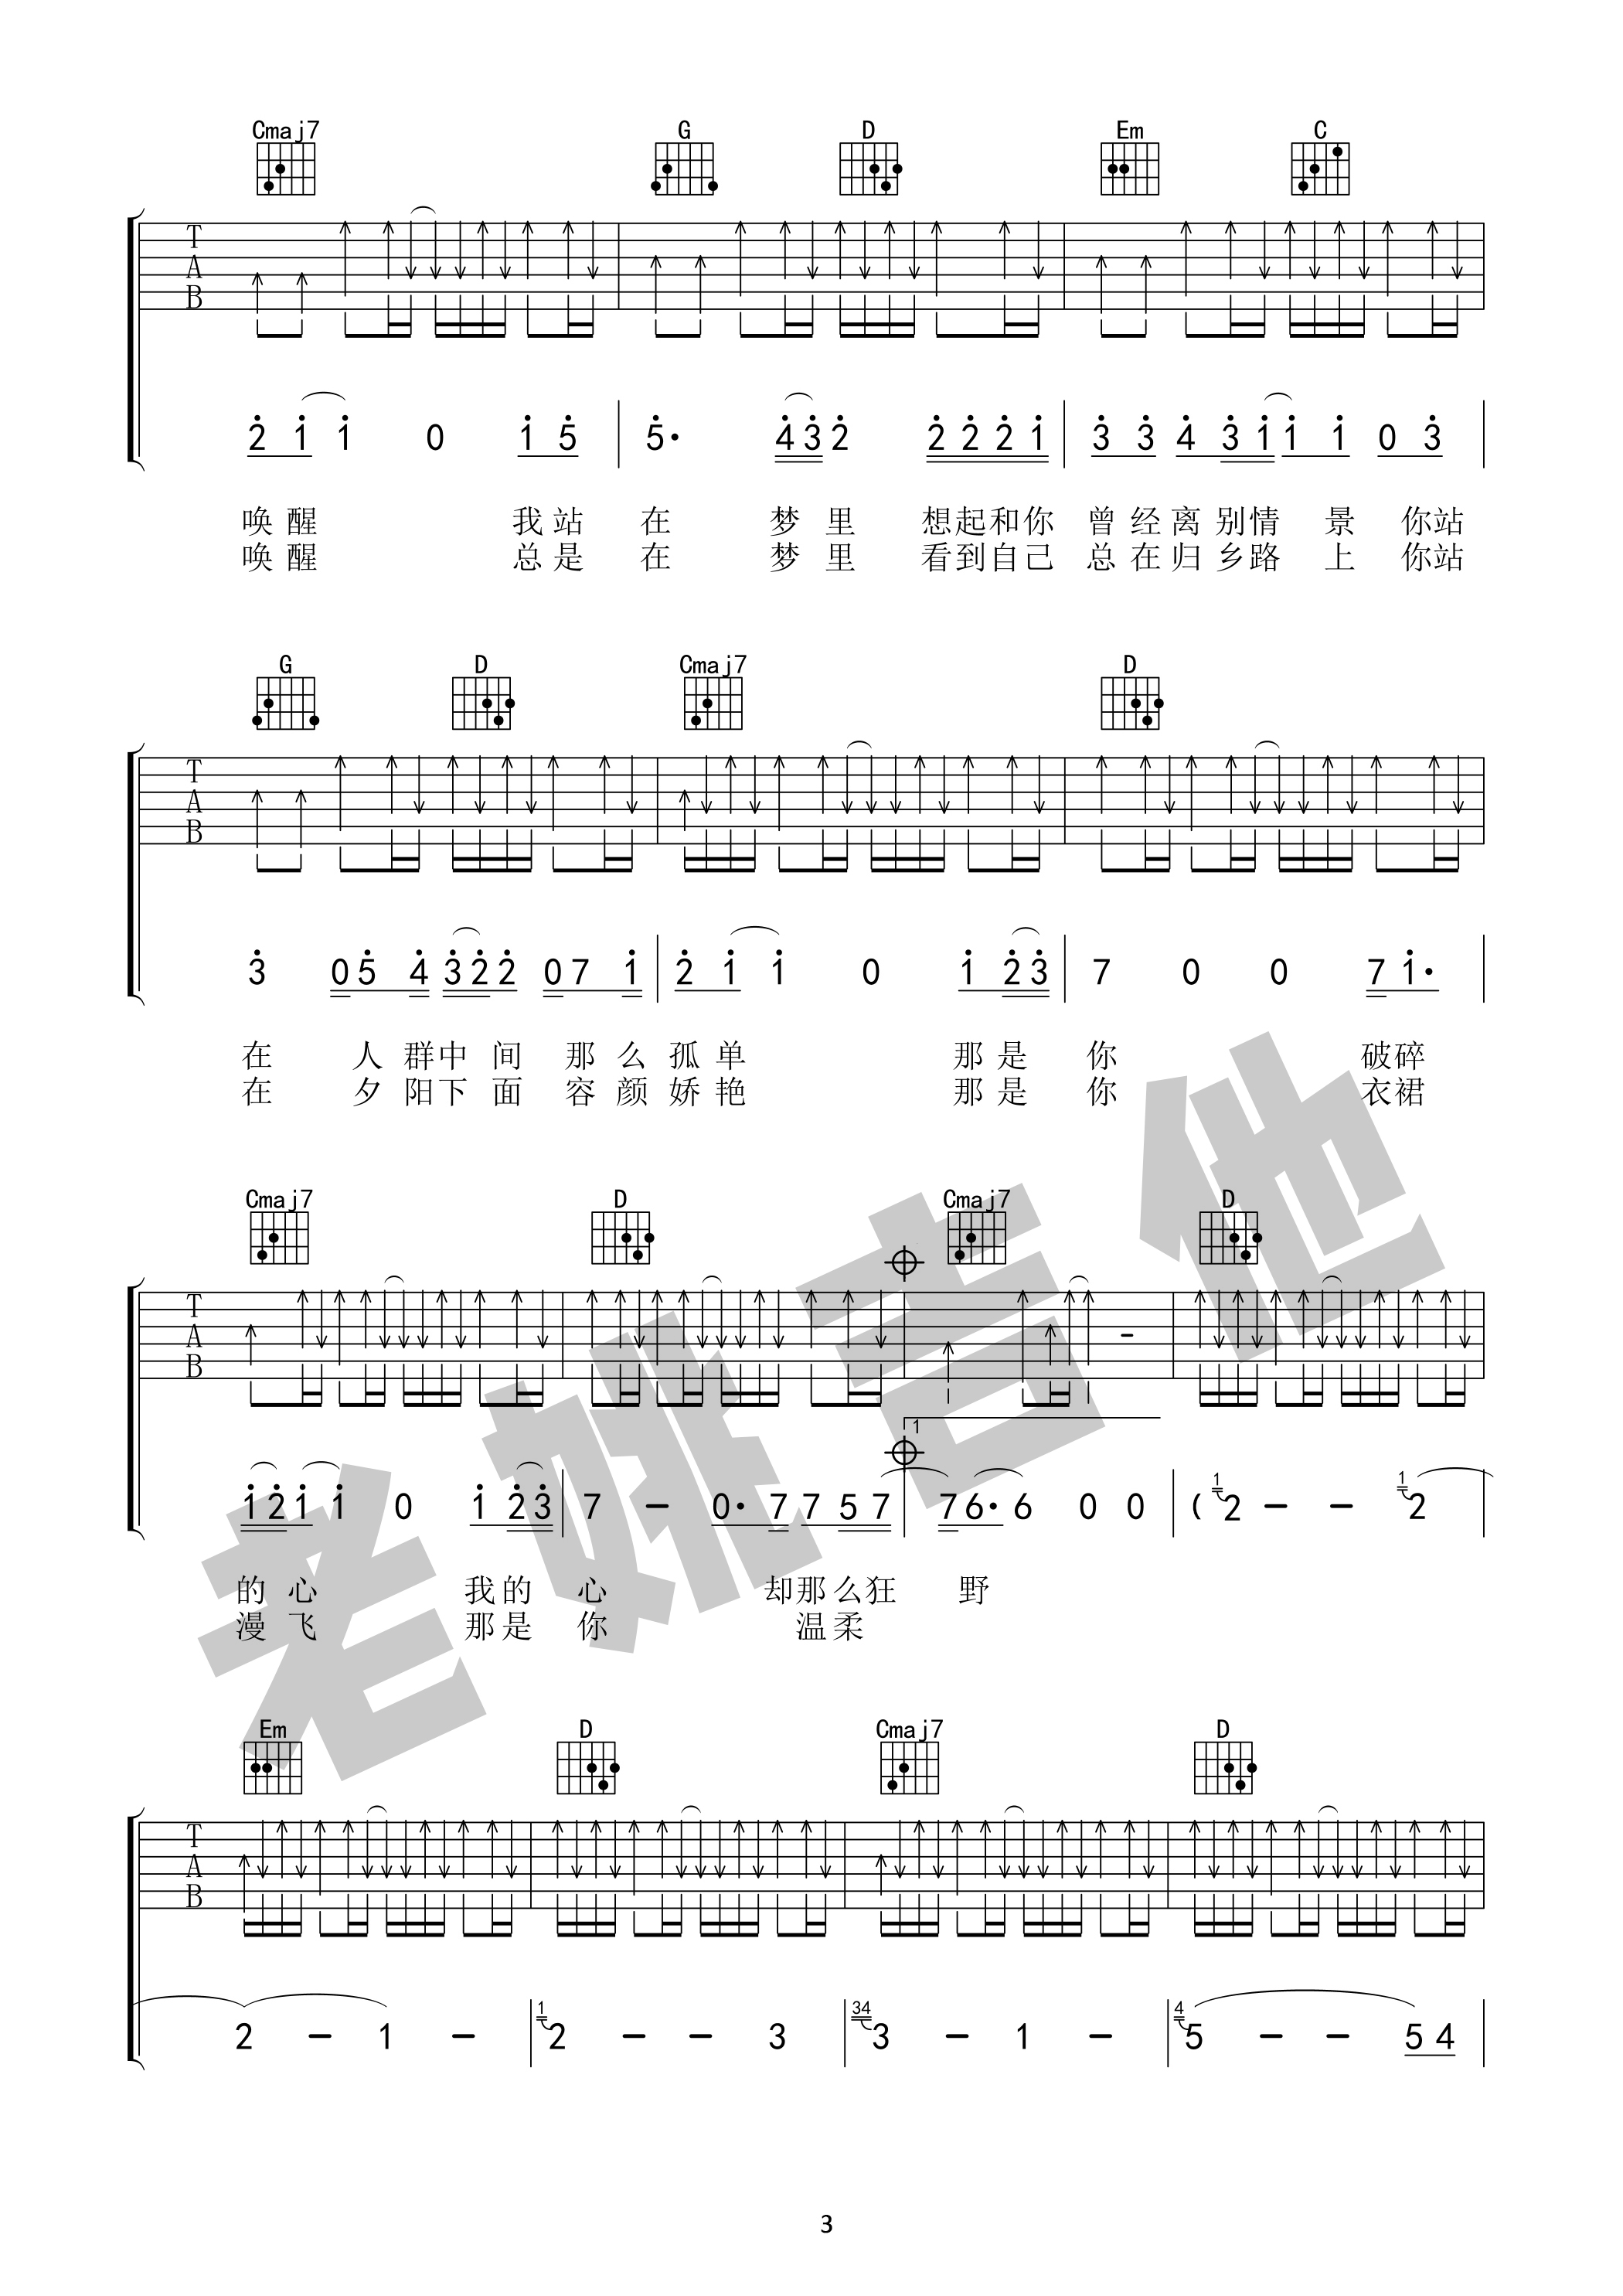 Cmaj7 G D Em C
T
A
B
2 1 1 0 1 5 5· 4 3 2 2 2 2 1 3 3 4 3 1 1 1 0 3
唤醒 我站 在 梦里 想起和你 曾经离别情景 你站
唤醒 总是 在 梦里 看到自己 总在归乡路上 你站
G D Cmaj7 D
T
A
B
3 0 5 4 3 2 2 0 7 1 2 1 1 0 1 2 3 7 0 0 7 1·
在 人群中间 那么孤单 那是 你 破碎
在 夕阳下面 容颜娇艳 那是 你 衣裙
Cmaj7 D Cmaj7 D
T
A
B
1
1 2 1 1 0 1 2 3 7 – 0· 7 7 5 7 7 6· 6 0 0 ( 1 2 – – 1 2
的心 我的 心 却那么狂 野
漫飞 那是 你 温柔
Em D Cmaj7 D
T
A
B
2 – 1 – 1 2 – – 3 34 3 – 1 – 4 5 – – 5 4
老姚吉他
3